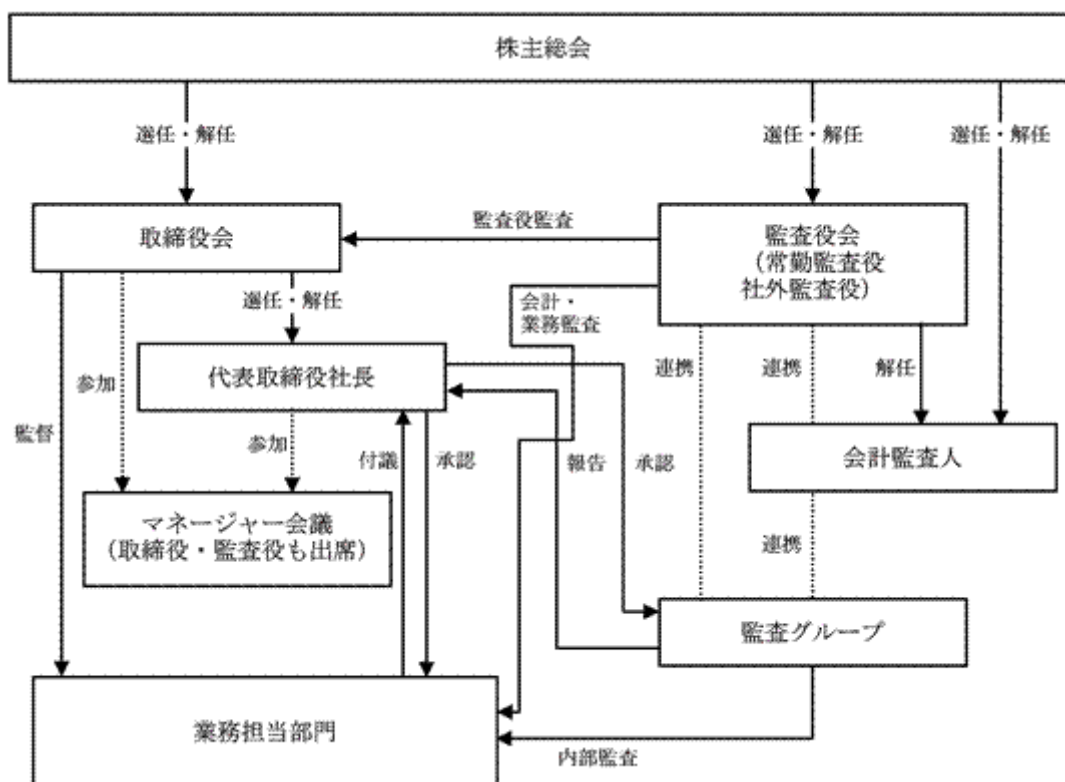 株主総会
選任・解任
選任・解任
選任・解任
取締役会
監査役監査
監査役会
（常勤監査役
社外監査役）
選任・解任
会計・
業務監査
代表取締役社長
連携
連携
解任
参加
監督
参加
付議
承認
報告
承認
会計監査人
マネージャー会議
（取締役・監査役も出席）
連携
監査グループ
業務担当部門
内部監査